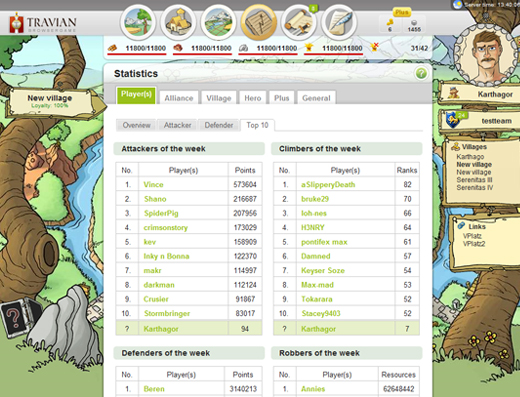 TRAVIAN
BROWSERGAME
3
Plus
6
1455
11800/11800
11800/11800
11800/11800
11800/11800
31/42
Statistics
?
Player(s)
Alliance
Village
Hero
Plus
General
Overview
Attacker
Defender
Top 10
New village
Loyalty: 100%
Karthagor
testteam
Villages
Karthago
New village
New village
Serenitas III
Serenitas IV
Links
VPlatz
VPlatz2
Attackers of the week
No. Player(s) Points
1. Vince 573604
2. Shano 216687
3. SpiderPig 207956
4. crimsonstory 173029
5. kev 158909
6. Inky n Bonna 122370
7. makr 114997
8. darkman 112124
9. Crusier 91867
10. Stormbringer 83017
? Karthagor 94
Climbers of the week
No. Player(s) Ranks
1. aSlipperyDeath 82
2. bruke29 70
3. loh-nes 66
4. H3NRY 64
5. pontifex max 61
6. Damned 57
7. Keyser Soze 54
8. Max-mad 53
9. Tokarara 52
10. Stacey9403 52
? Karthagor 7
Defenders of the week
No. Player(s) Points
1. Beren 3140213
Robbers of the week
No. Player(s) Resources
1. Annies 62648442